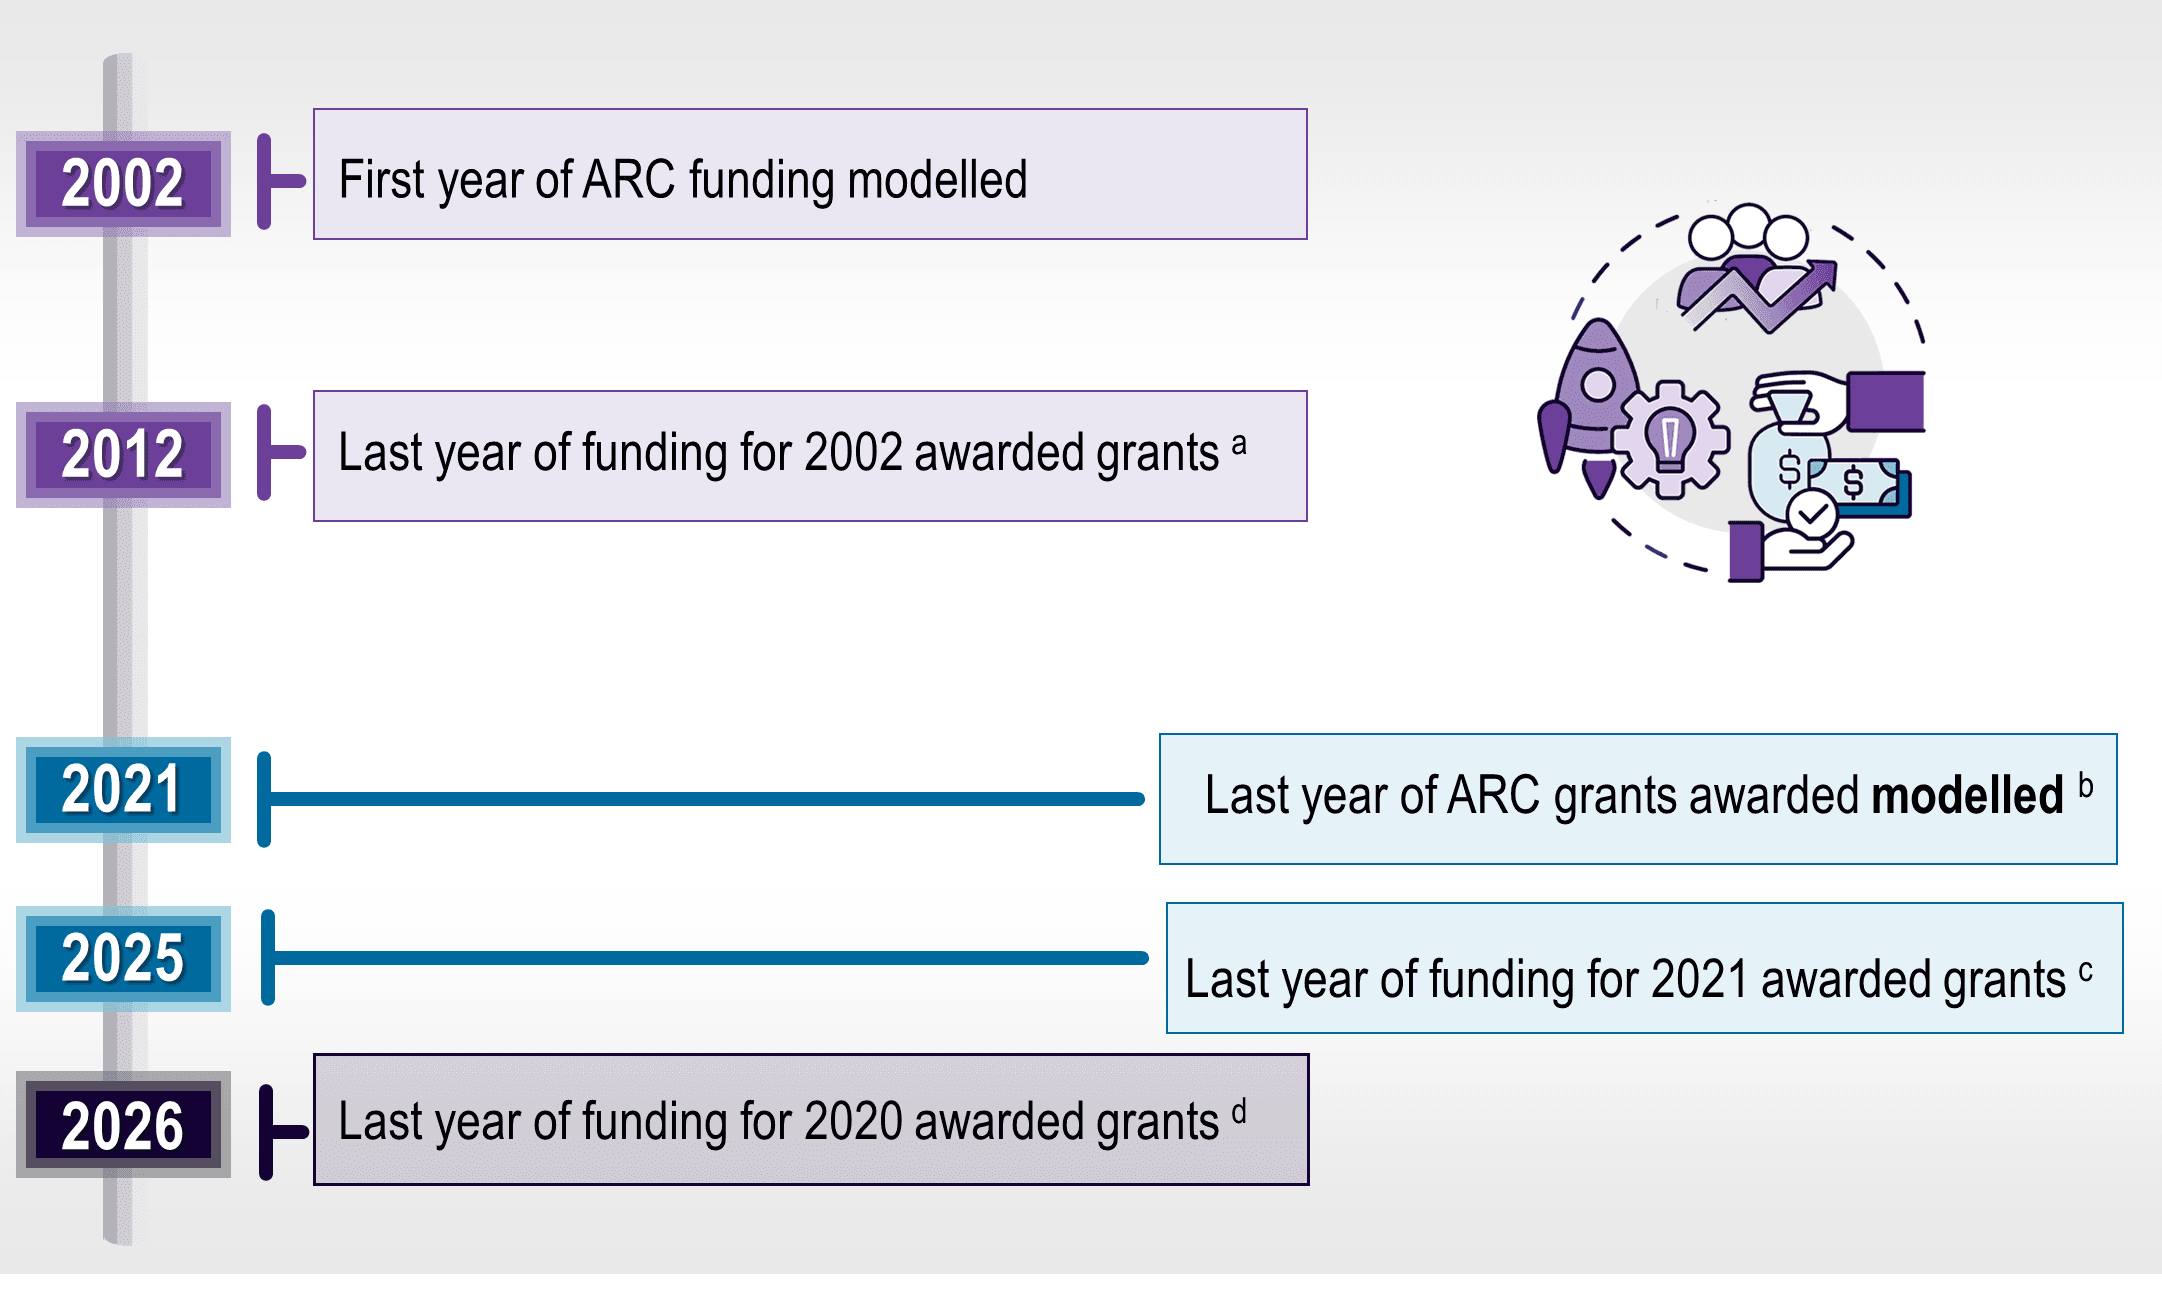 2002
First year of ARC funding modelled
2012
Last year of funding for 2002 awarded grants a
2021
Last year of ARC grants awarded modelled b
2025
Last year of funding for 2021 awarded grants c
2026
Last year of funding for 2020 awarded grants d
$
$